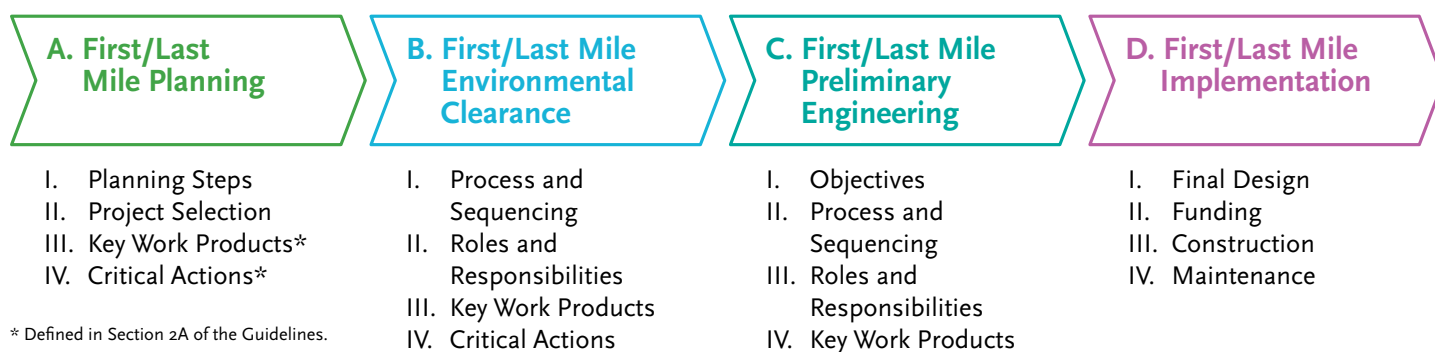 A. First/Last
Mile Planning
I. Planning Steps
II. Project Selection
III. Key Work Products*
IV. Critical Actions*
* Defined in Section 2A of the Guidelines.
B. First/Last Mile
Environmental
Clearance
I. Process and
Sequencing
II. Roles and
Responsibilities
III. Key Work Products
IV. Critical Actions
C. First/Last Mile
Preliminary
Engineering
I. Objectives
II. Process and
Sequencing
III. Roles and
Responsibilities
IV. Key Work Products
D. First/Last Mile
Implementation
I. Final Design
II. Funding
III. Construction
IV. Maintenance